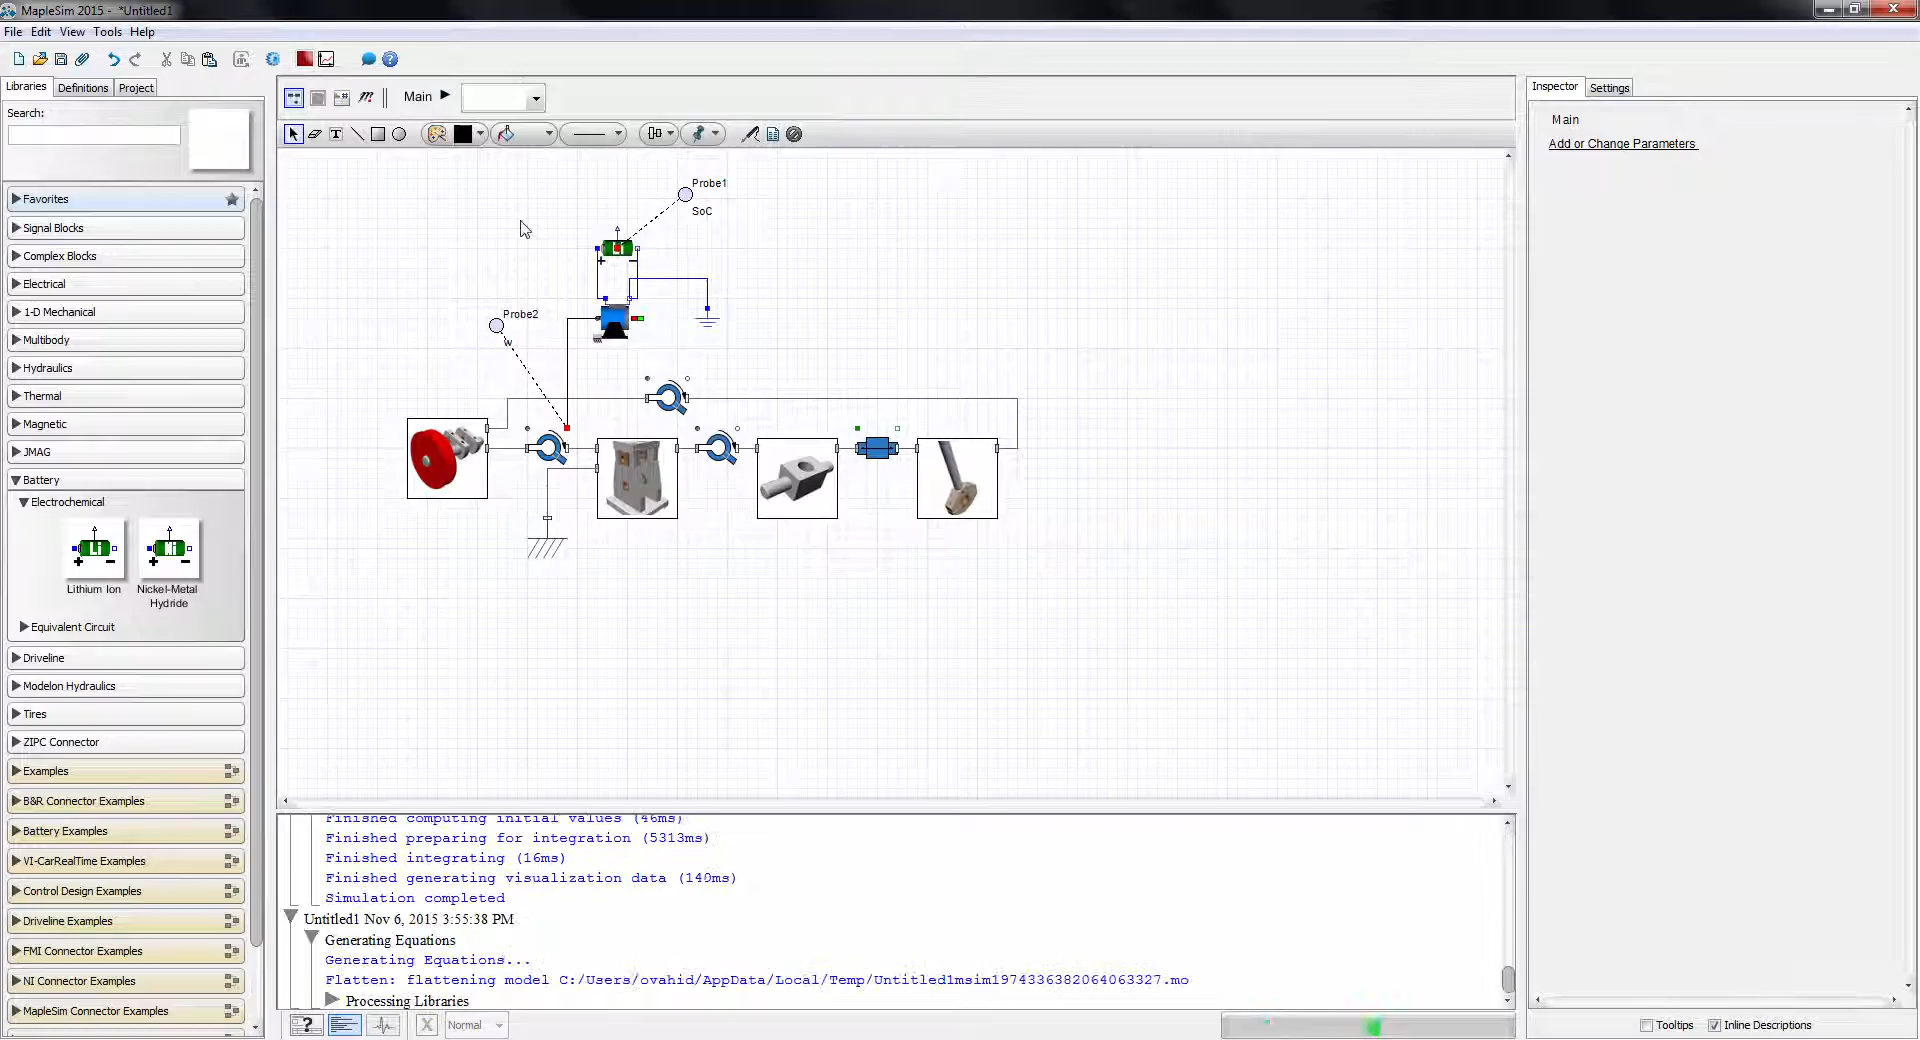 MapleSim 2015 - *Untitled1
File Edit View Tools Help
Libraries Definitions Project
Search:
Favorites
Signal Blocks
Complex Blocks
Electrical
1-D Mechanical
Multibody
Hydraulics
Thermal
Magnetic
JMAG
Battery
Electrochemical
Lithium Ion
Nickel-Metal
Hydride
Equivalent Circuit
Driveline
Modelon Hydraulics
Tires
ZIPC Connector
Examples
B&R Connector Examples
Battery Examples
VI-CarRealTime Examples
Control Design Examples
Driveline Examples
FMI Connector Examples
NI Connector Examples
MapleSim Connector Examples
Main
Probe1
SoC
Probe2
w
Finished computing initial values (46ms)
Finished preparing for integration (5313ms)
Finished integrating (16ms)
Finished generating visualization data (140ms)
Simulation completed
Untitled1 Nov 6, 2015 3:55:38 PM
Generating Equations
Generating Equations...
Flatten: flattening model C:/Users/ovahid/AppData/Local/Temp/Untitled1msim1974336382064063327.mo
Processing Libraries
Normal
Inspector Settings
Main
Add or Change Parameters
Tooltips Inline Descriptions